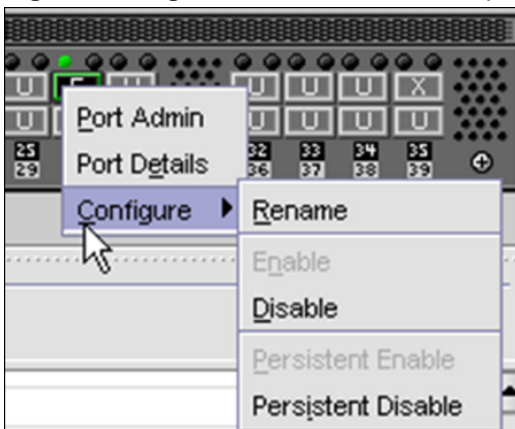 U U U U U X
U U U U U
25 32 33 34 35
29 36 37 38 39
Port Admin
Port Details
Configure
Rename
Enable
Disable
Persistent Enable
Persistent Disable